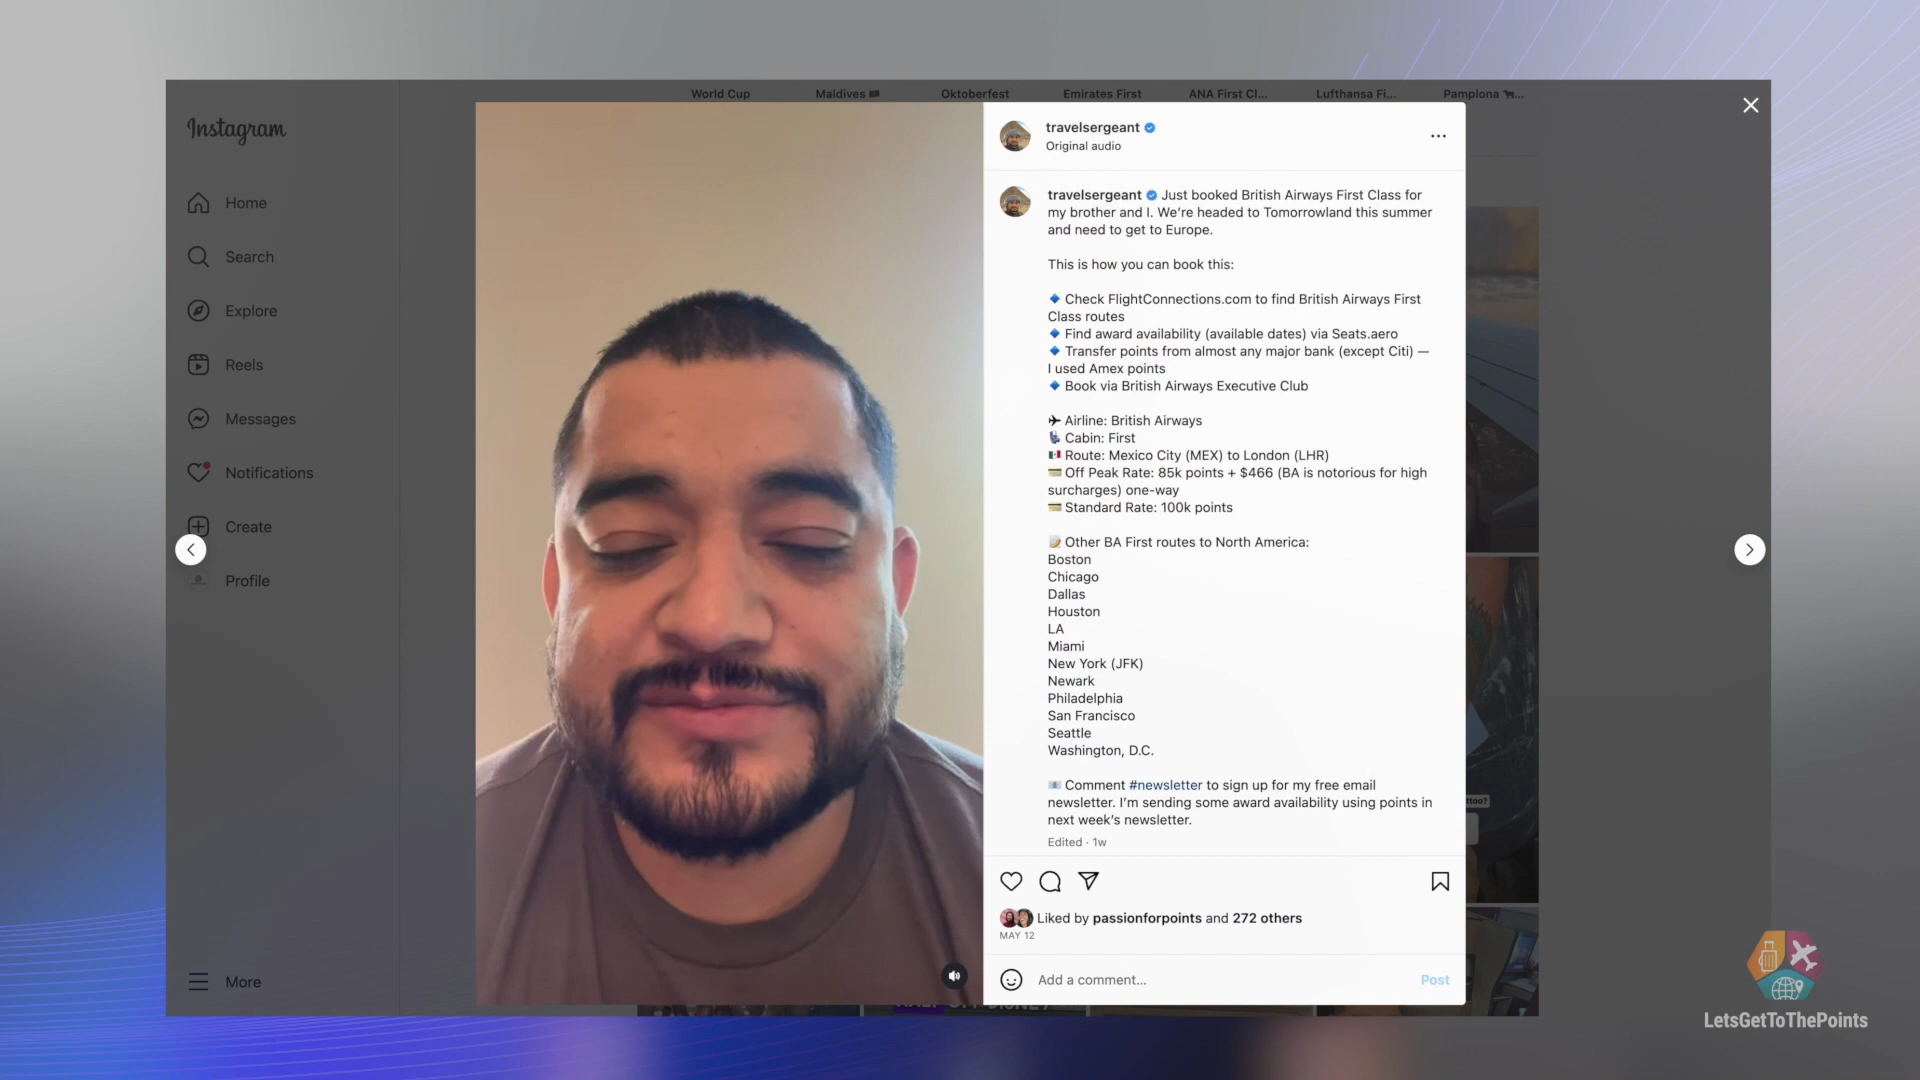 World Cup
Maldives
Oktoberfest
Emirates First
ANA First Cl...
Lufthansa Fi...
Pamplona
Instagram
Home
Search
Explore
Reels
Messages
Notifications
Create
Profile
More
travelsergeant
Original audio
travelsergeant Just booked British Airways First Class for
my brother and I. We're headed to Tomorrowland this summer
and need to get to Europe.
This is how you can book this:
Check FlightConnections.com to find British Airways First
Class routes
Find award availability (available dates) via Seats.aero
Transfer points from almost any major bank (except Citi) —
I used Amex points
Book via British Airways Executive Club
Airline: British Airways
Cabin: First
Route: Mexico City (MEX) to London (LHR)
Off Peak Rate: 85k points + $466 (BA is notorious for high
surcharges) one-way
Standard Rate: 100k points
Other BA First routes to North America:
Boston
Chicago
Dallas
Houston
LA
Miami
New York (JFK)
Newark
Philadelphia
San Francisco
Seattle
Washington, D.C.
Comment #newsletter to sign up for my free email
newsletter. I'm sending some award availability using points in
next week's newsletter.
Edited · 1w
Liked by passionforpoints and 272 others
MAY 12
Add a comment...
Post
LetsGetToThePoints